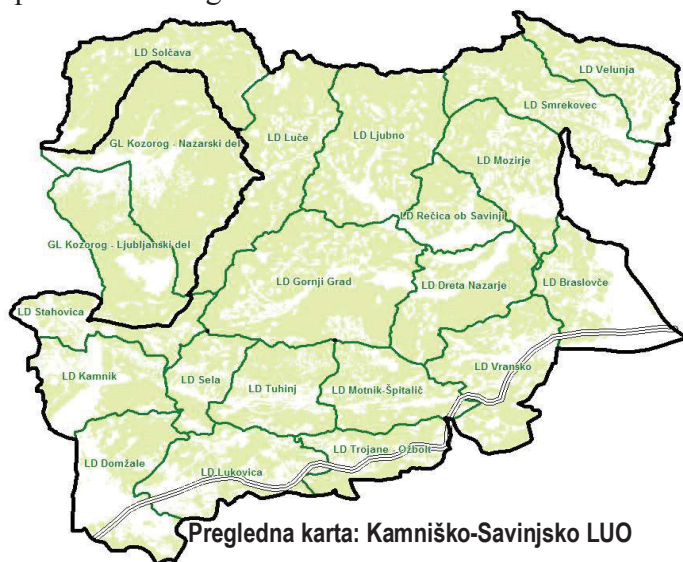 LD Solčava
LD Velunja
LD Smrekovec
LD Luče
LD Ljubno
GL Kozorog - Nazarski del
LD Mozirje
LD Rečica ob Savinji
GL Kozorog - Ljubljanski del
LD Gornji Grad
LD Dreta Nazarje
LD Braslovče
LD Stahovica
LD Vransko
LD Kamnik
LD Sela
LD Tuhinj
LD Motnik-Špitalič
LD Trojane - Ožbolt
LD Domžale
LD Lukovica
Pregledna karta: Kamniško-Savinjsko LUO